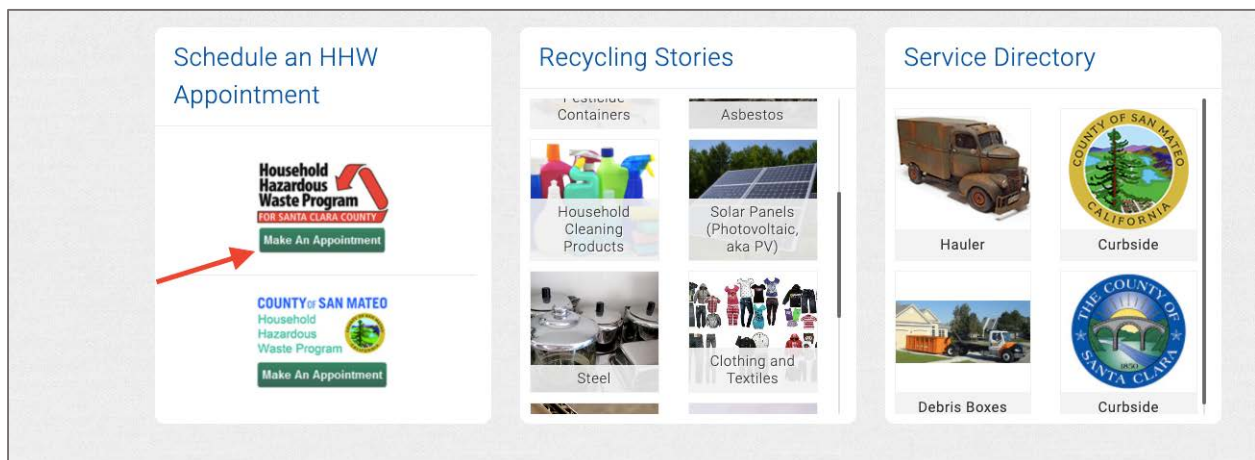 Schedule an HHW
Appointment
Household
Hazardous
Waste Program
FOR SANTA CLARA COUNTY
Make An Appointment
COUNTY OF SAN MATEO
Household
Hazardous
Waste Program
Make An Appointment
Recycling Stories
Pesticide
Containers
Asbestos
Household
Cleaning
Products
Solar Panels
(Photovoltaic,
aka PV)
Steel
Clothing and
Textiles
Service Directory
Hauler
COUNTY OF SAN MATEO
CALIFORNIA
Curbside
Debris Boxes
THE COUNTY OF
SANTA CLARA
1850
Curbside